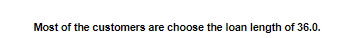 Most of the customers are choose the loan length of 36.0.